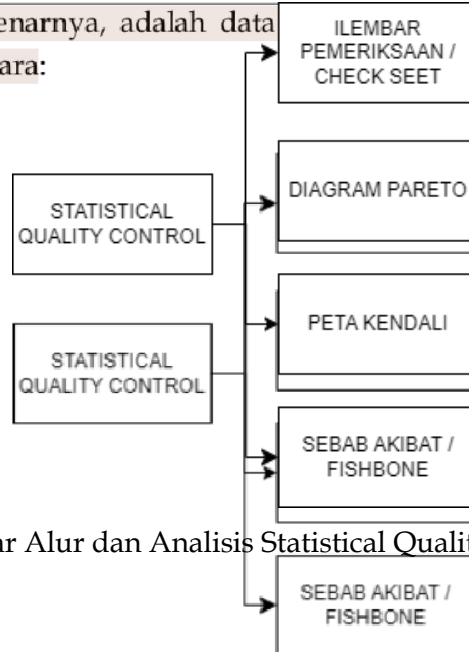 enarnya, adalah data
ara:
ILEMBAR
PEMERIKSAAN /
CHECK SEET
DIAGRAM PARETO
STATISTICAL
QUALITY CONTROL
PETA KENDALI
STATISTICAL
QUALITY CONTROL
SEBAB AKIBAT /
FISHBONE
ar Alur dan Analisis Statistical Qualit
SEBAB AKIBAT /
FISHBONE